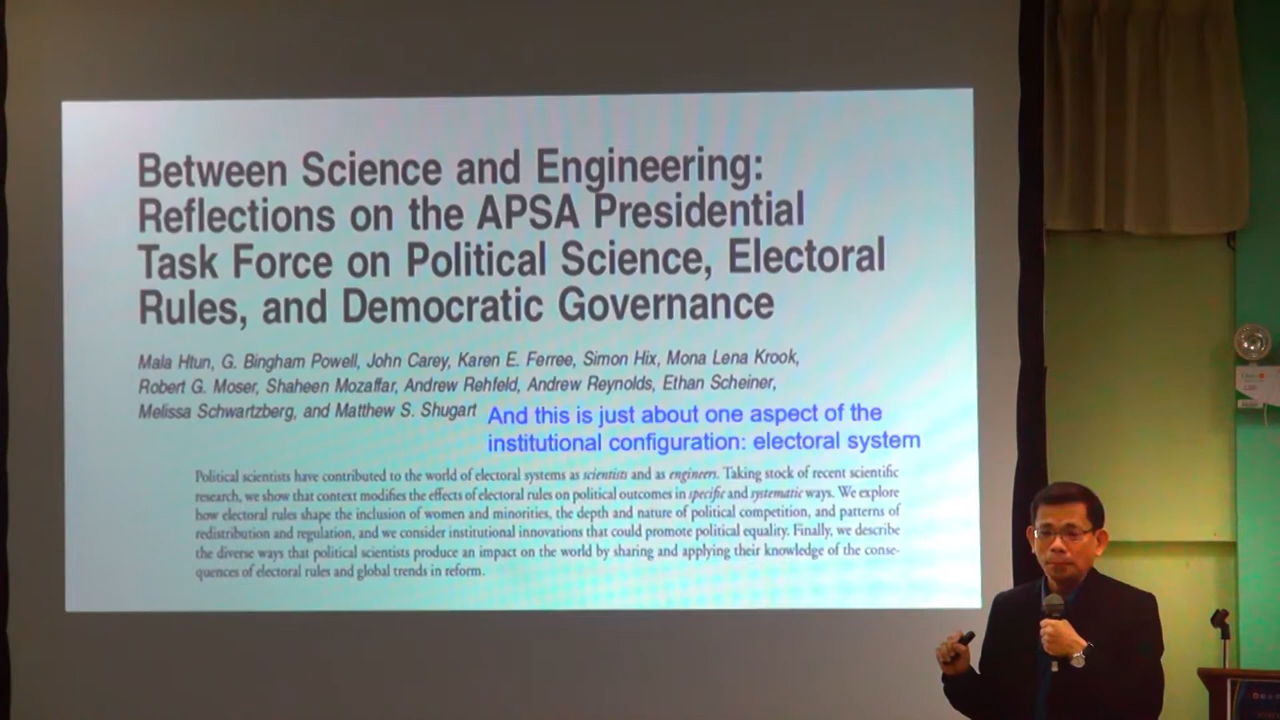 Between Science and Engineering:
Reflections on the APSA Presidential
Task Force on Political Science, Electoral
Rules, and Democratic Governance
Mala Htun, G. Bingham Powell, John Carey, Karen E. Ferree, Simon Hix, Mona Lena Krook,
Robert G. Moser, Shaheen Mozaffar, Andrew Rehfeld, Andrew Reynolds, Ethan Scheiner,
Melissa Schwartzberg, and Matthew S. Shugart
And this is just about one aspect of the
institutional configuration: electoral system
Political scientists have contributed to the world of electoral systems as scientists and as engineers. Taking stock of recent scientific
research, we show that context modifies the effects of electoral rules on political outcomes in specific and systematic ways. We explore
how electoral rules shape the inclusion of women and minorities, the depth and nature of political competition, and patterns of
redistribution and regulation, and we consider institutional innovations that could promote political equality. Finally, we describe
the diverse ways that political scientists produce an impact on the world by sharing and applying their knowledge of the conse-
quences of electoral rules and global trends in reform.